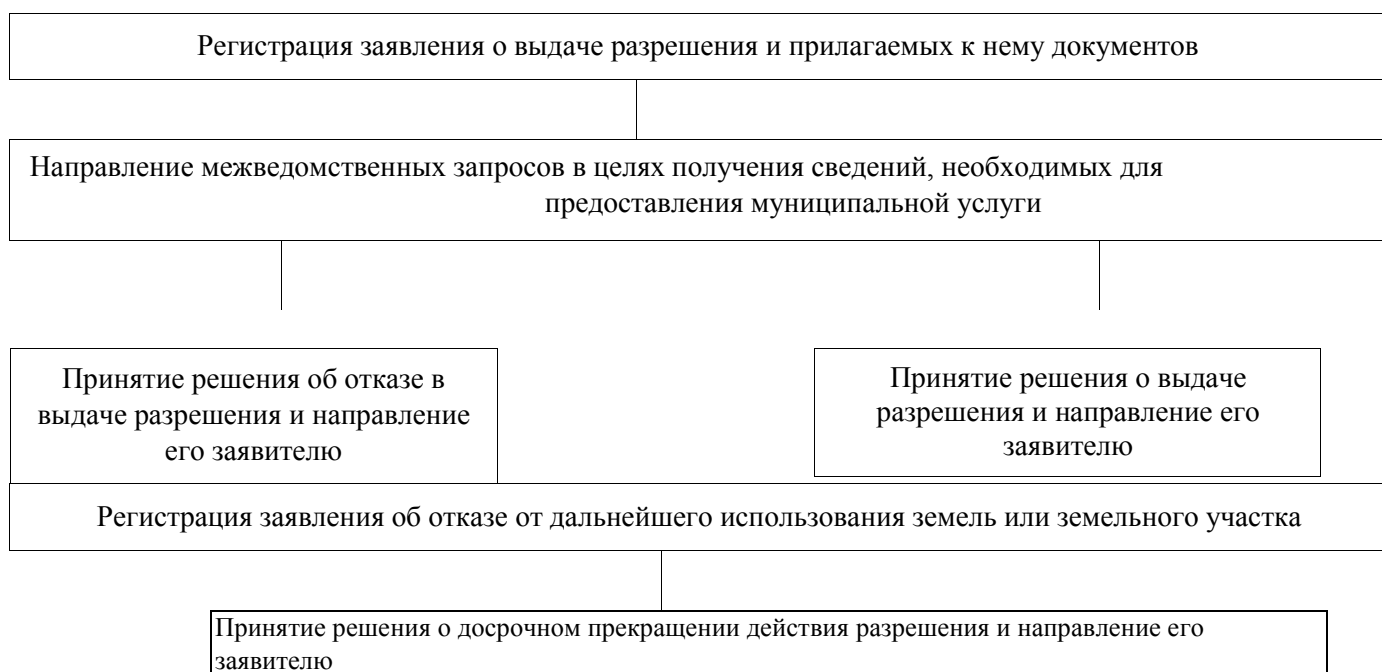 Регистрация заявления о выдаче разрешения и прилагаемых к нему документов
Направление межведомственных запросов в целях получения сведений, необходимых для
предоставления муниципальной услуги
Принятие решения об отказе в
выдаче разрешения и направление
его заявителю
Принятие решения о выдаче
разрешения и направление его
заявителю
Регистрация заявления об отказе от дальнейшего использования земель или земельного участка
Принятие решения о досрочном прекращении действия разрешения и направление его
заявителю